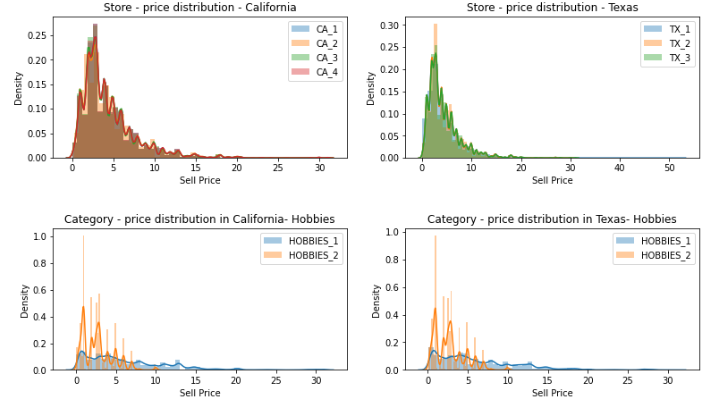 Store - price distribution - California
0.25
0.20
0.15
0.10
0.05
0.00
Density
0 5 10 15 20 25 30
Sell Price
CA_1
CA_2
CA_3
CA_4
Store - price distribution - Texas
0.30
0.25
0.20
0.15
0.10
0.05
0.00
Density
0 10 20 30 40 50
Sell Price
TX_1
TX_2
TX_3
Category - price distribution in California- Hobbies
1.0
0.8
0.6
0.4
0.2
0.0
Density
0 5 10 15 20 25 30
Sell Price
HOBBIES_1
HOBBIES_2
Category - price distribution in Texas- Hobbies
1.0
0.8
0.6
0.4
0.2
0.0
Density
0 5 10 15 20 25 30
Sell Price
HOBBIES_1
HOBBIES_2